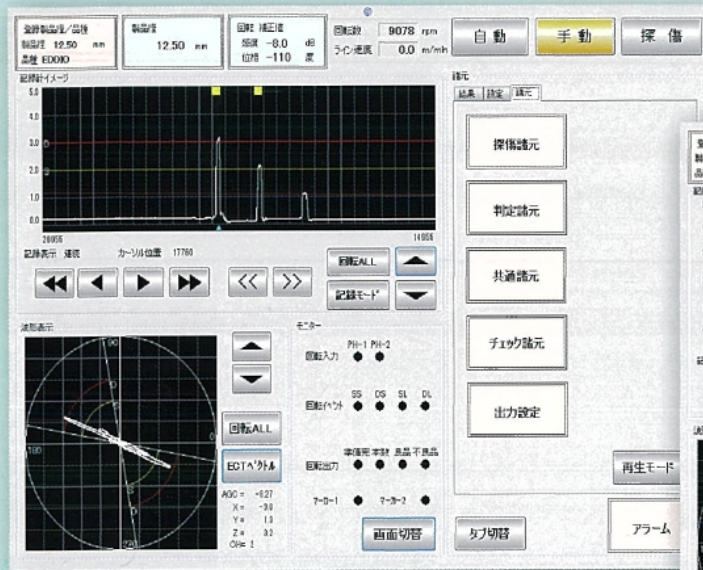 登録製品径/品種
製品径 12.50 mm
品種 EDDIO
製品径
12.50 mm
回転 補正値
感度 -8.0 dB
位相 -110 度
回転数 9078 rpm
ライン速度 0.0 m/min
自動
手動
探傷
記録計イメージ
5.0
4.0
3.0
2.0
1.0
0.0
記録表示 連続 カーソル位置 17760
回転ALL
記録モード
諸元
結果 設定 諸元
探傷諸元
判定諸元
共通諸元
チェック諸元
出力設定
再生モード
タブ切替
アラーム
波形表示
90
180
0
270
回転ALL
ECTベクトル
X =
Y =
Z =
モニター
PH-1 PH-2
回転入力
SS DS SL DL
回転イベント
準備完 本数 良品 不良品
回転出力
マーカー1 マーカー2
画面切替